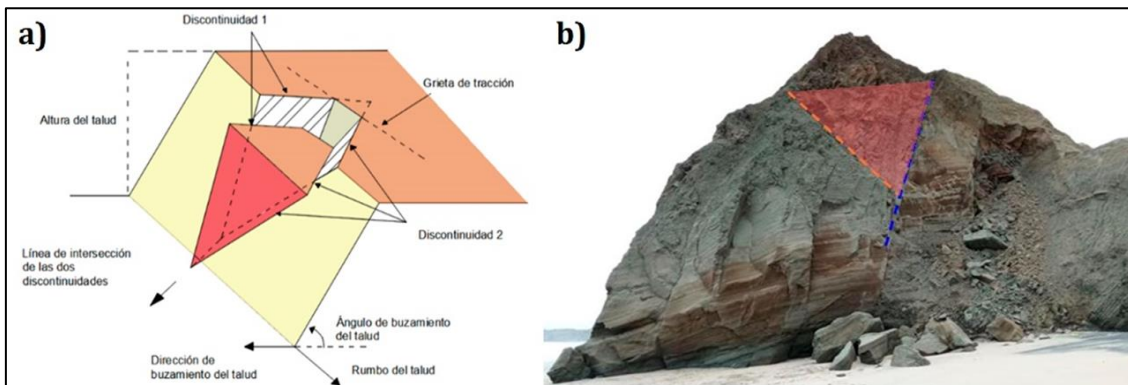 a)
Discontinuidad 1
Grieta de tracción
Altura del talud
Discontinuidad 2
Línea de intersección
de las dos
discontinuidades
Ángulo de buzamiento
del talud
Dirección de
buzamiento del talud
Rumbo del talud
b)